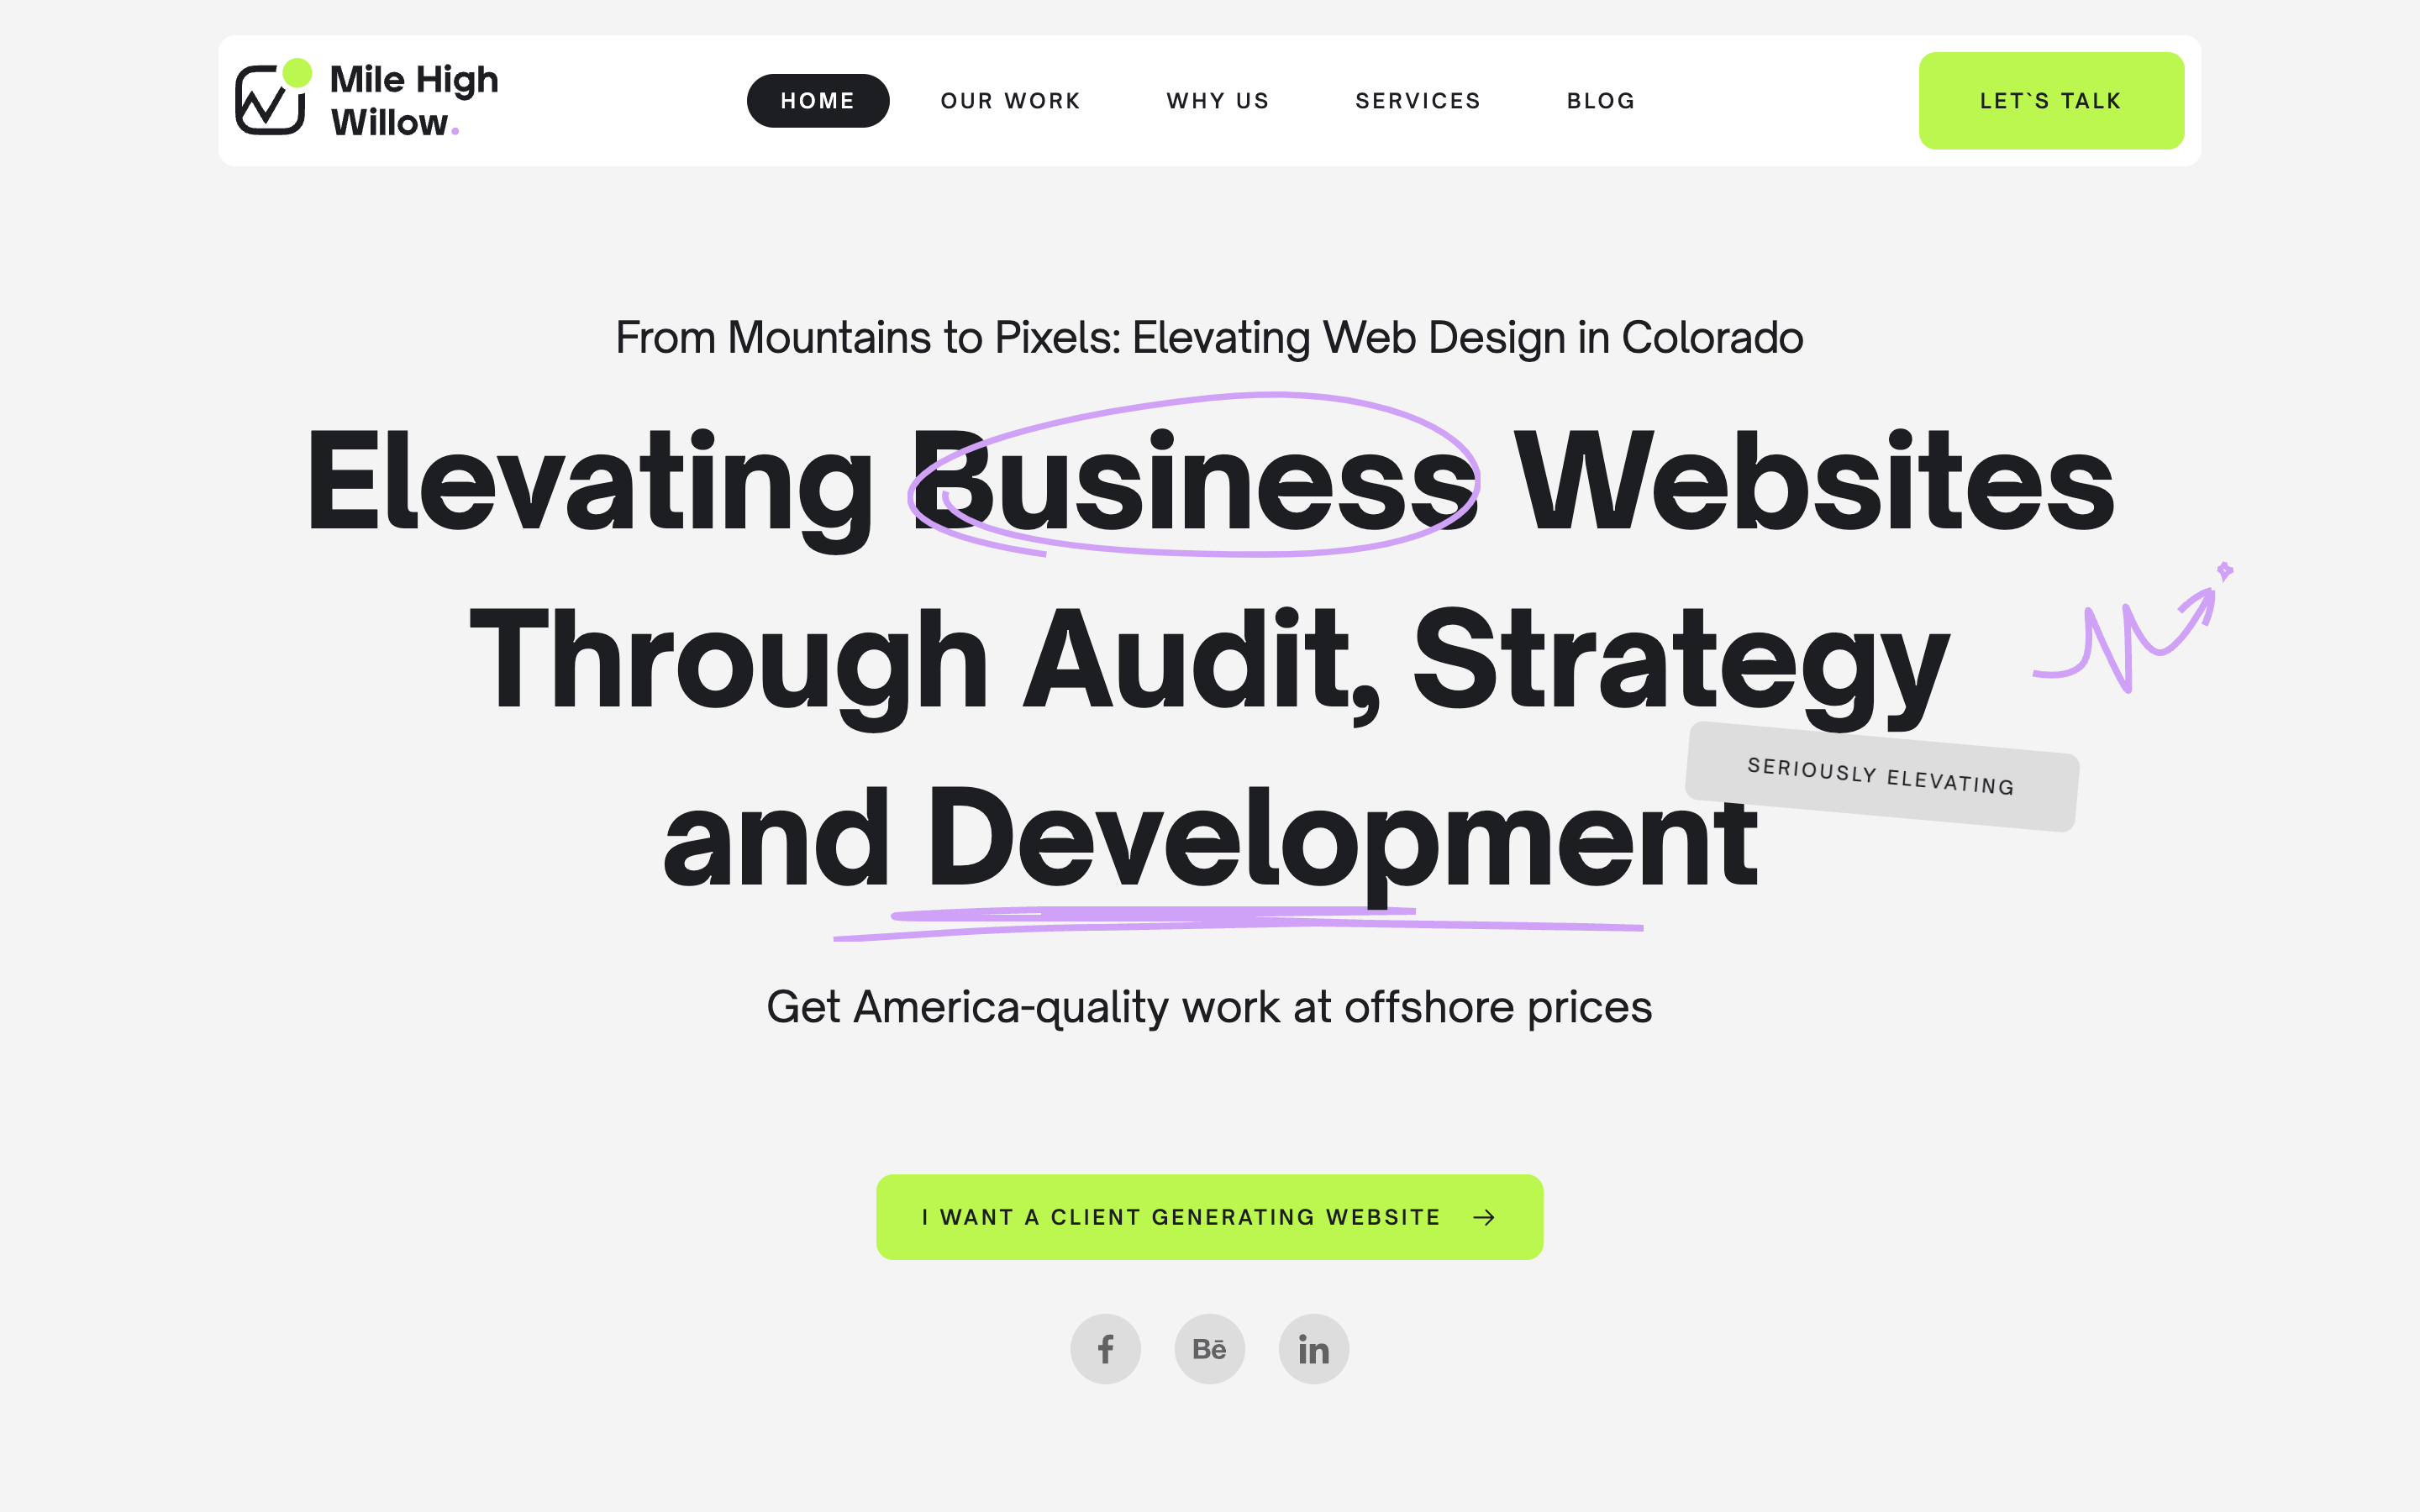 Mile High
Willow.
HOME
OUR WORK
WHY US
SERVICES
BLOG
LET`S TALK
From Mountains to Pixels: Elevating Web Design in Colorado
Elevating Business Websites
Through Audit, Strategy
SERIOUSLY ELEVATING
and Development
Get America-quality work at offshore prices
I WANT A CLIENT GENERATING WEBSITE →
f
Bē
in